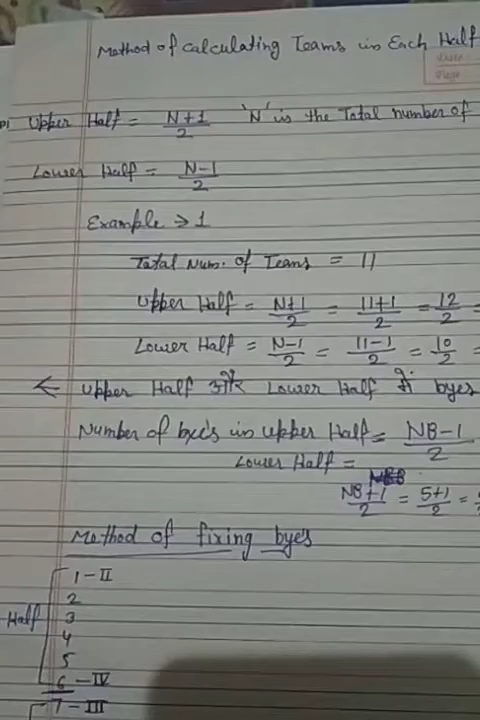 Method of Calculating Teams in Each Half
Date
Page
Upper Half = N+1/2 'N' is the Total number of
Lower Half = N-1/2
Example → 1
Total Num. of Teams = 11
Upper Half = N+1/2 = 11+1/2 = 12/2 =
Lower Half = N-1/2 = 11-1/2 = 10/2 =
← Upper Half और Lower Half में byes
Number of bye's in upper Half = NB-1/2
Lower Half =
NB+1/2 = 5+1/2 =
Method of fixing bye's
1-II
2
Half 3
4
5
6-IV
7-III